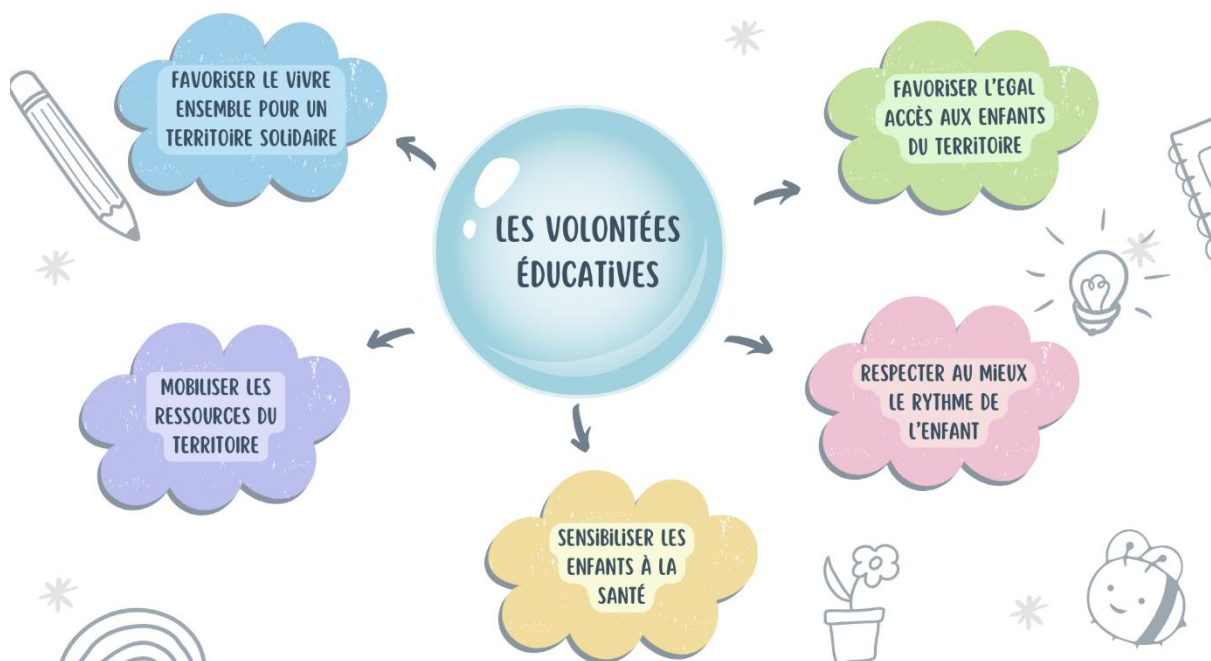 FAVORISER LE VIVRE
ENSEMBLE POUR UN
TERRITOIRE SOLIDAIRE
FAVORISER L'EGAL
ACCÈS AUX ENFANTS
DU TERRITOIRE
LES VOLONTÉES
ÉDUCATIVES
MOBILISER LES
RESSOURCES DU
TERRITOIRE
RESPECTER AU MIEUX
LE RYTHME DE
L'ENFANT
SENSIBILISER LES
ENFANTS À LA
SANTÉ